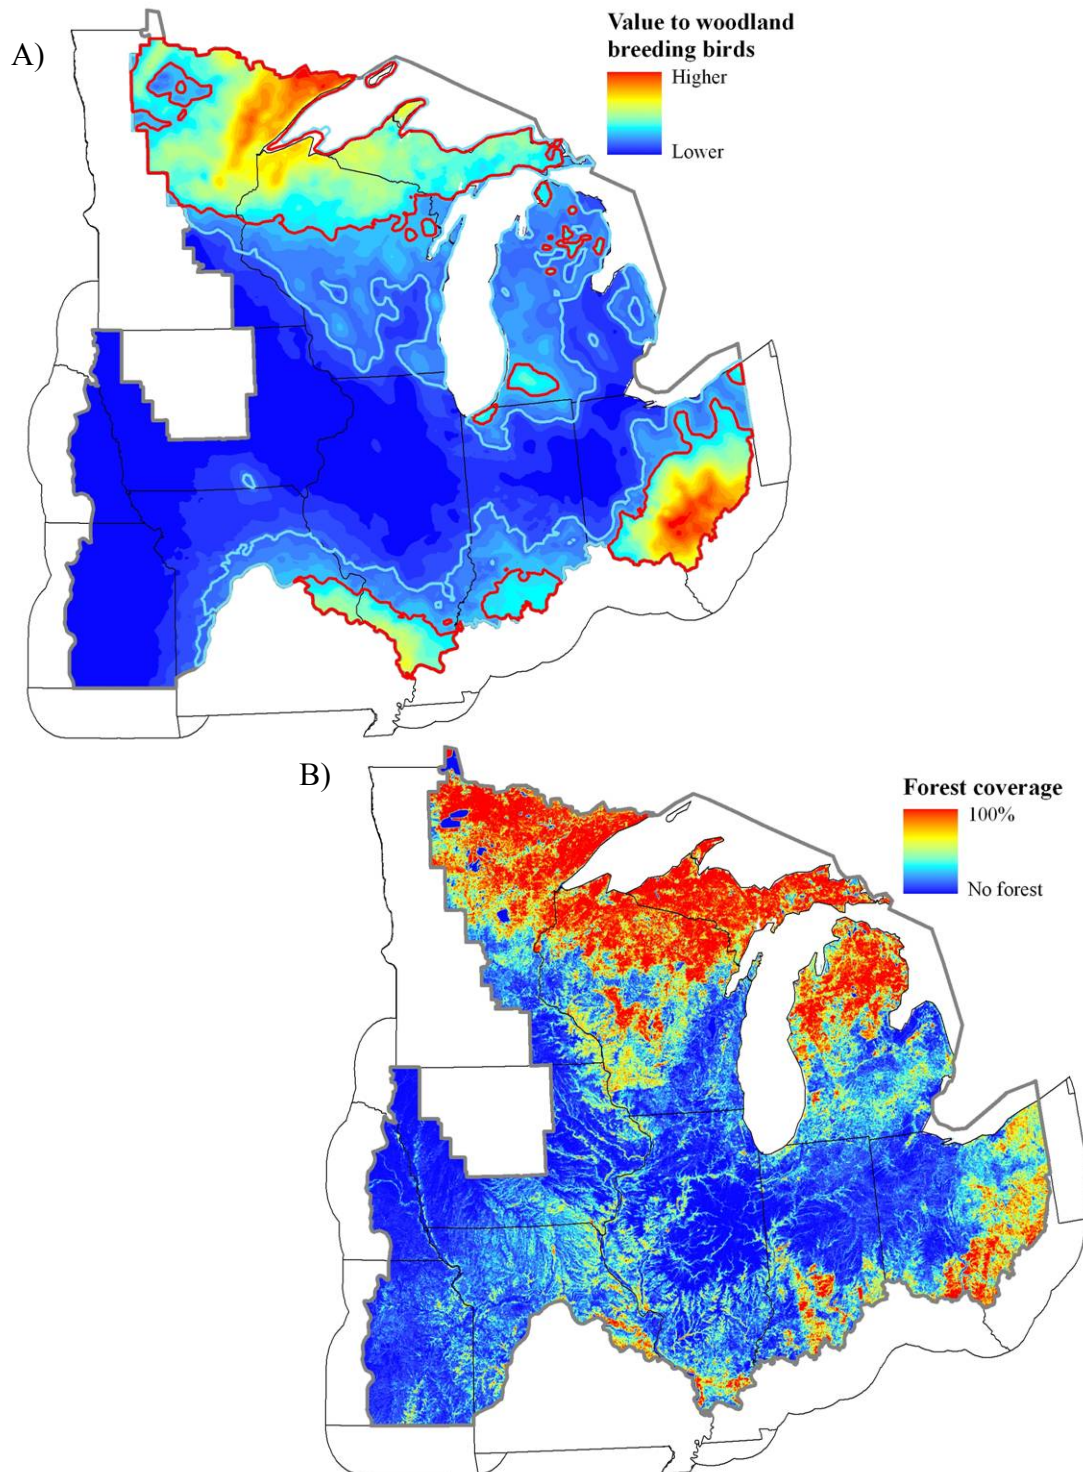 A)
Value to woodland
breeding birds
Higher
Lower
B)
Forest coverage
100%
No forest